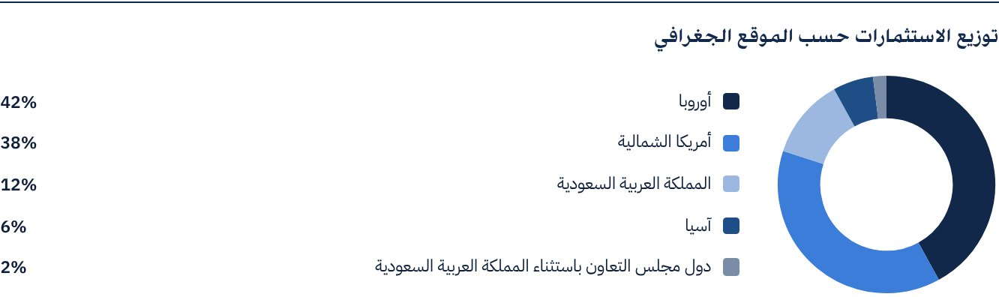 توزيع الاستثمارات حسب الموقع الجغرافي
أوروبا 42%
أمريكا الشمالية 38%
المملكة العربية السعودية 12%
آسيا 6%
دول مجلس التعاون باستثناء المملكة العربية السعودية 2%